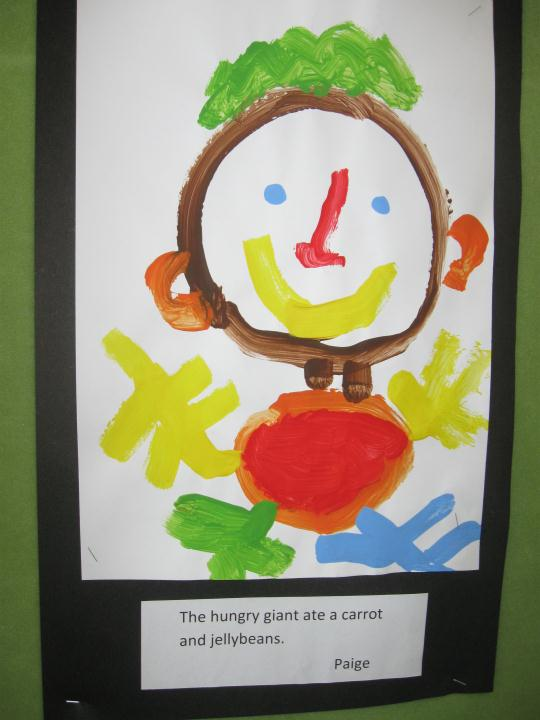 The hungry giant ate a carrot
and jellybeans.
Paige